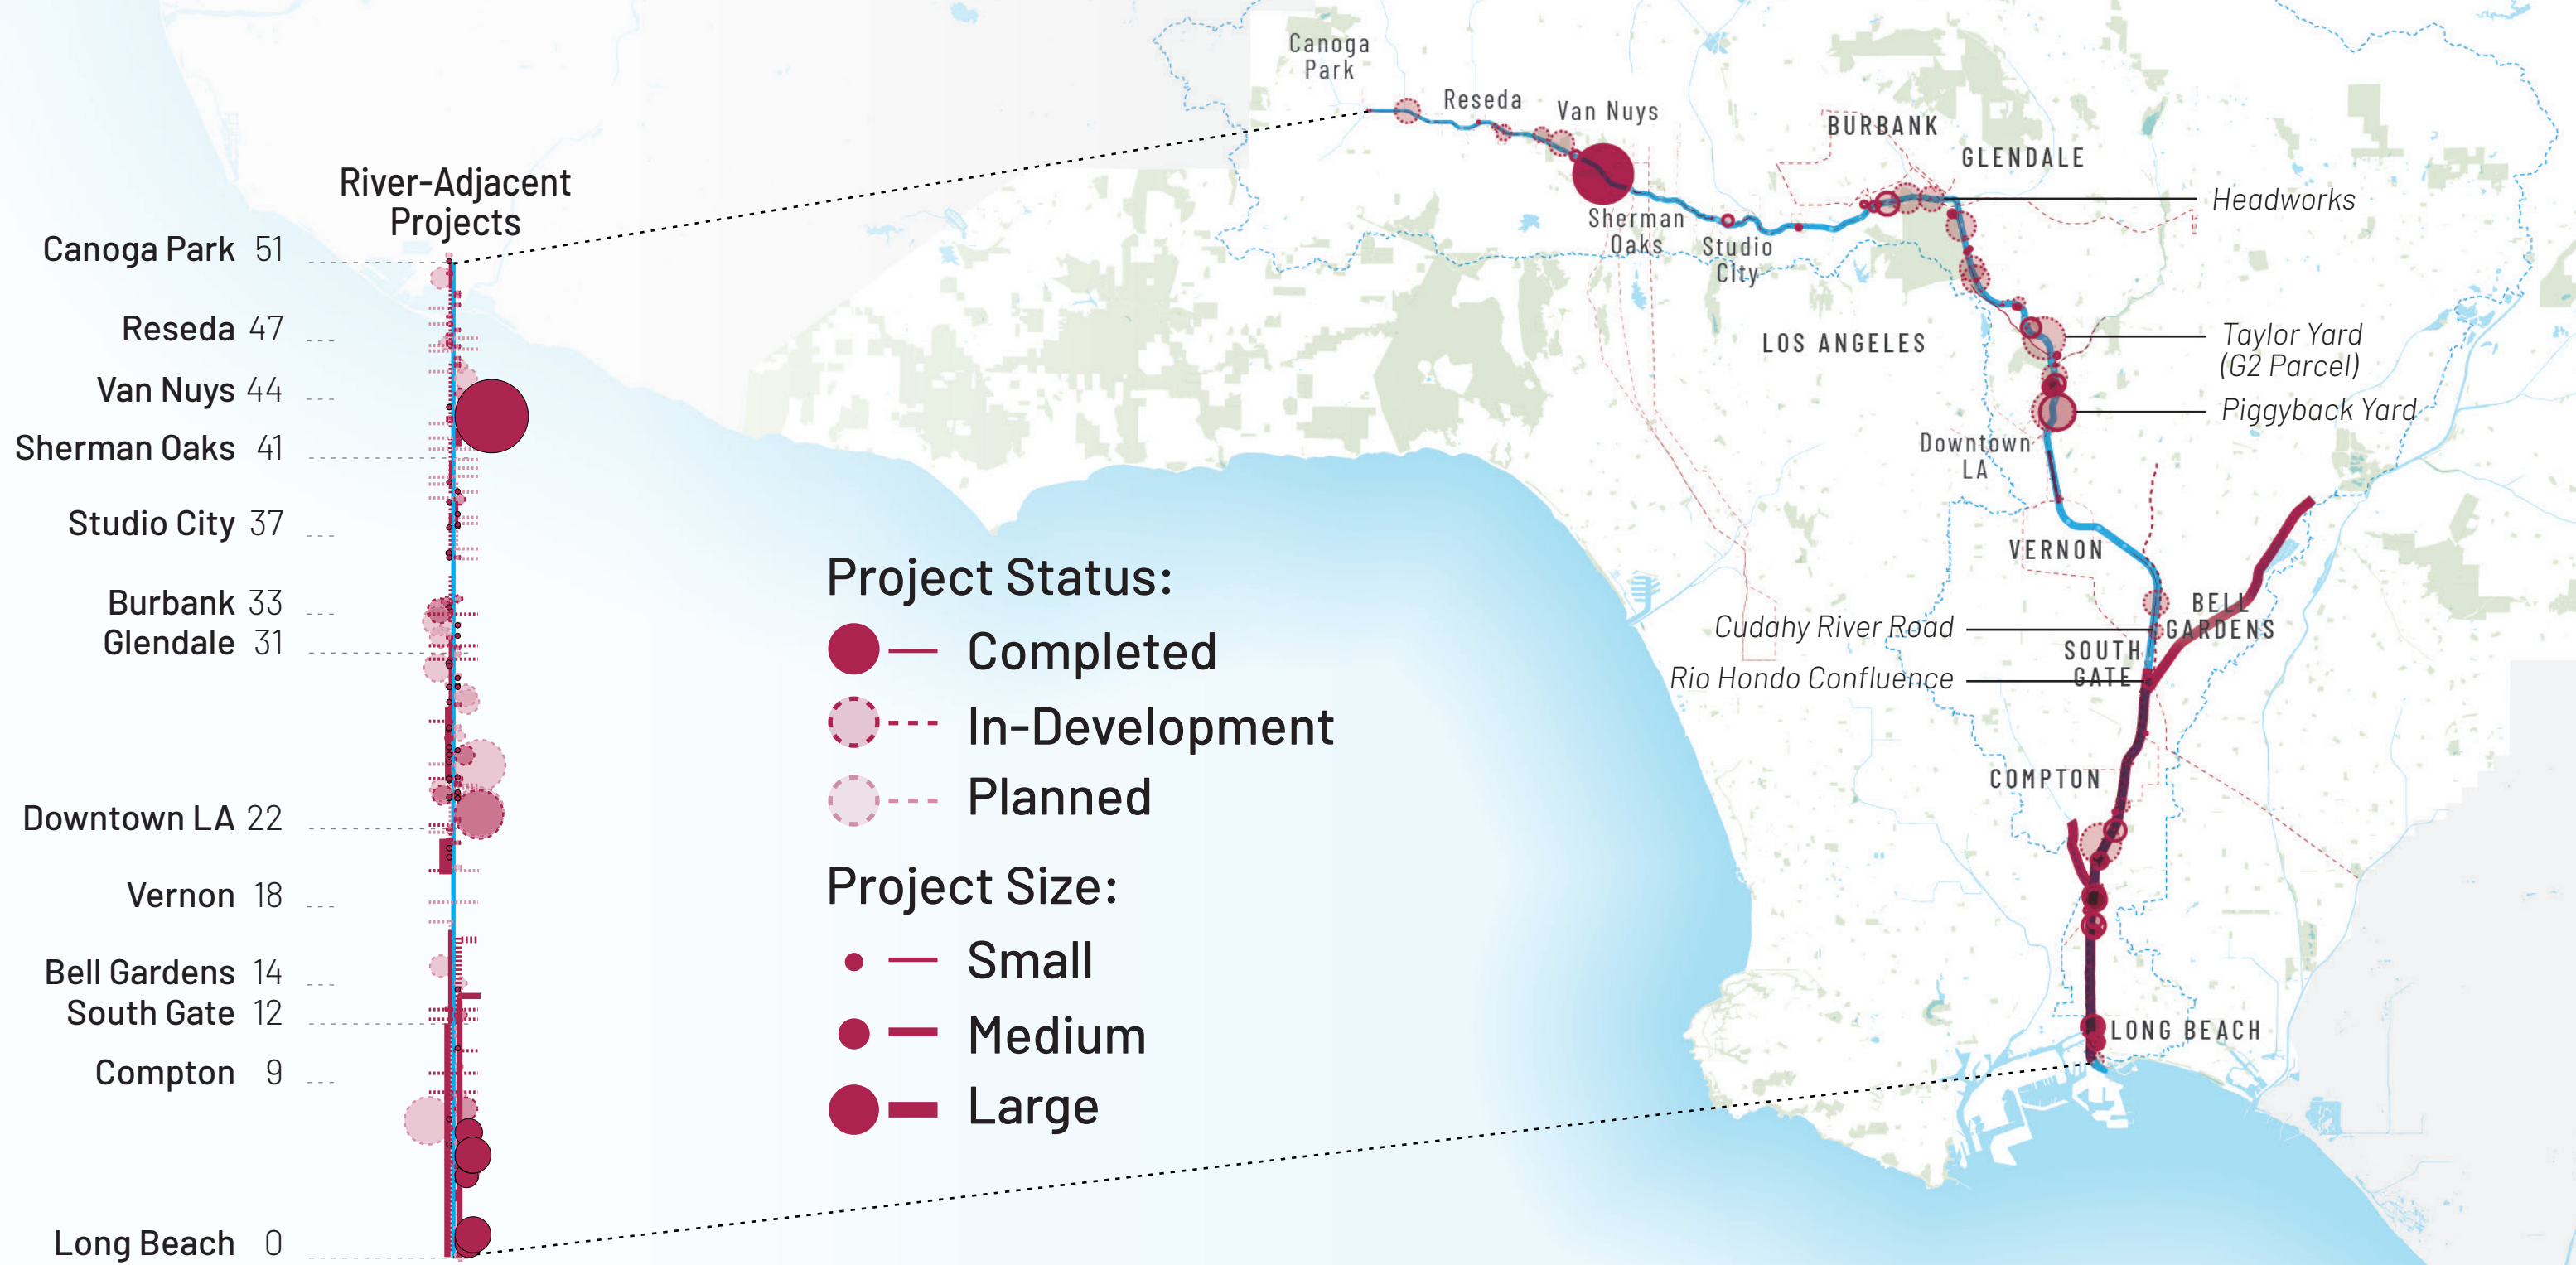 River-Adjacent
Projects
Canoga Park 51
Reseda 47
Van Nuys 44
Sherman Oaks 41
Studio City 37
Burbank 33
Glendale 31
Downtown LA 22
Vernon 18
Bell Gardens 14
South Gate 12
Compton 9
Long Beach 0
Project Status:
Completed
In-Development
Planned
Project Size:
Small
Medium
Large
Canoga
Park
Reseda
Van Nuys
Sherman
Oaks
Studio
City
BURBANK
GLENDALE
Headworks
LOS ANGELES
Taylor Yard
(G2 Parcel)
Piggyback Yard
Downtown
LA
VERNON
BELL
GARDENS
Cudahy River Road
SOUTH
GATE
Rio Hondo Confluence
COMPTON
LONG BEACH